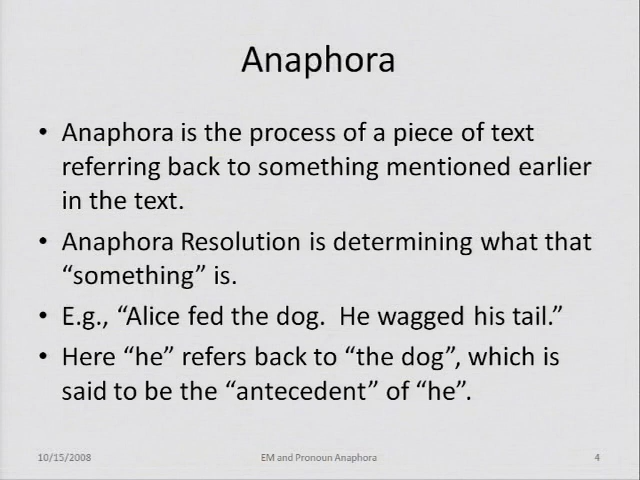 Anaphora
• Anaphora is the process of a piece of text
referring back to something mentioned earlier
in the text.
• Anaphora Resolution is determining what that
“something” is.
• E.g., “Alice fed the dog.  He wagged his tail.”
• Here “he” refers back to “the dog”, which is
said to be the “antecedent” of “he”.
10/15/2008 EM and Pronoun Anaphora 4